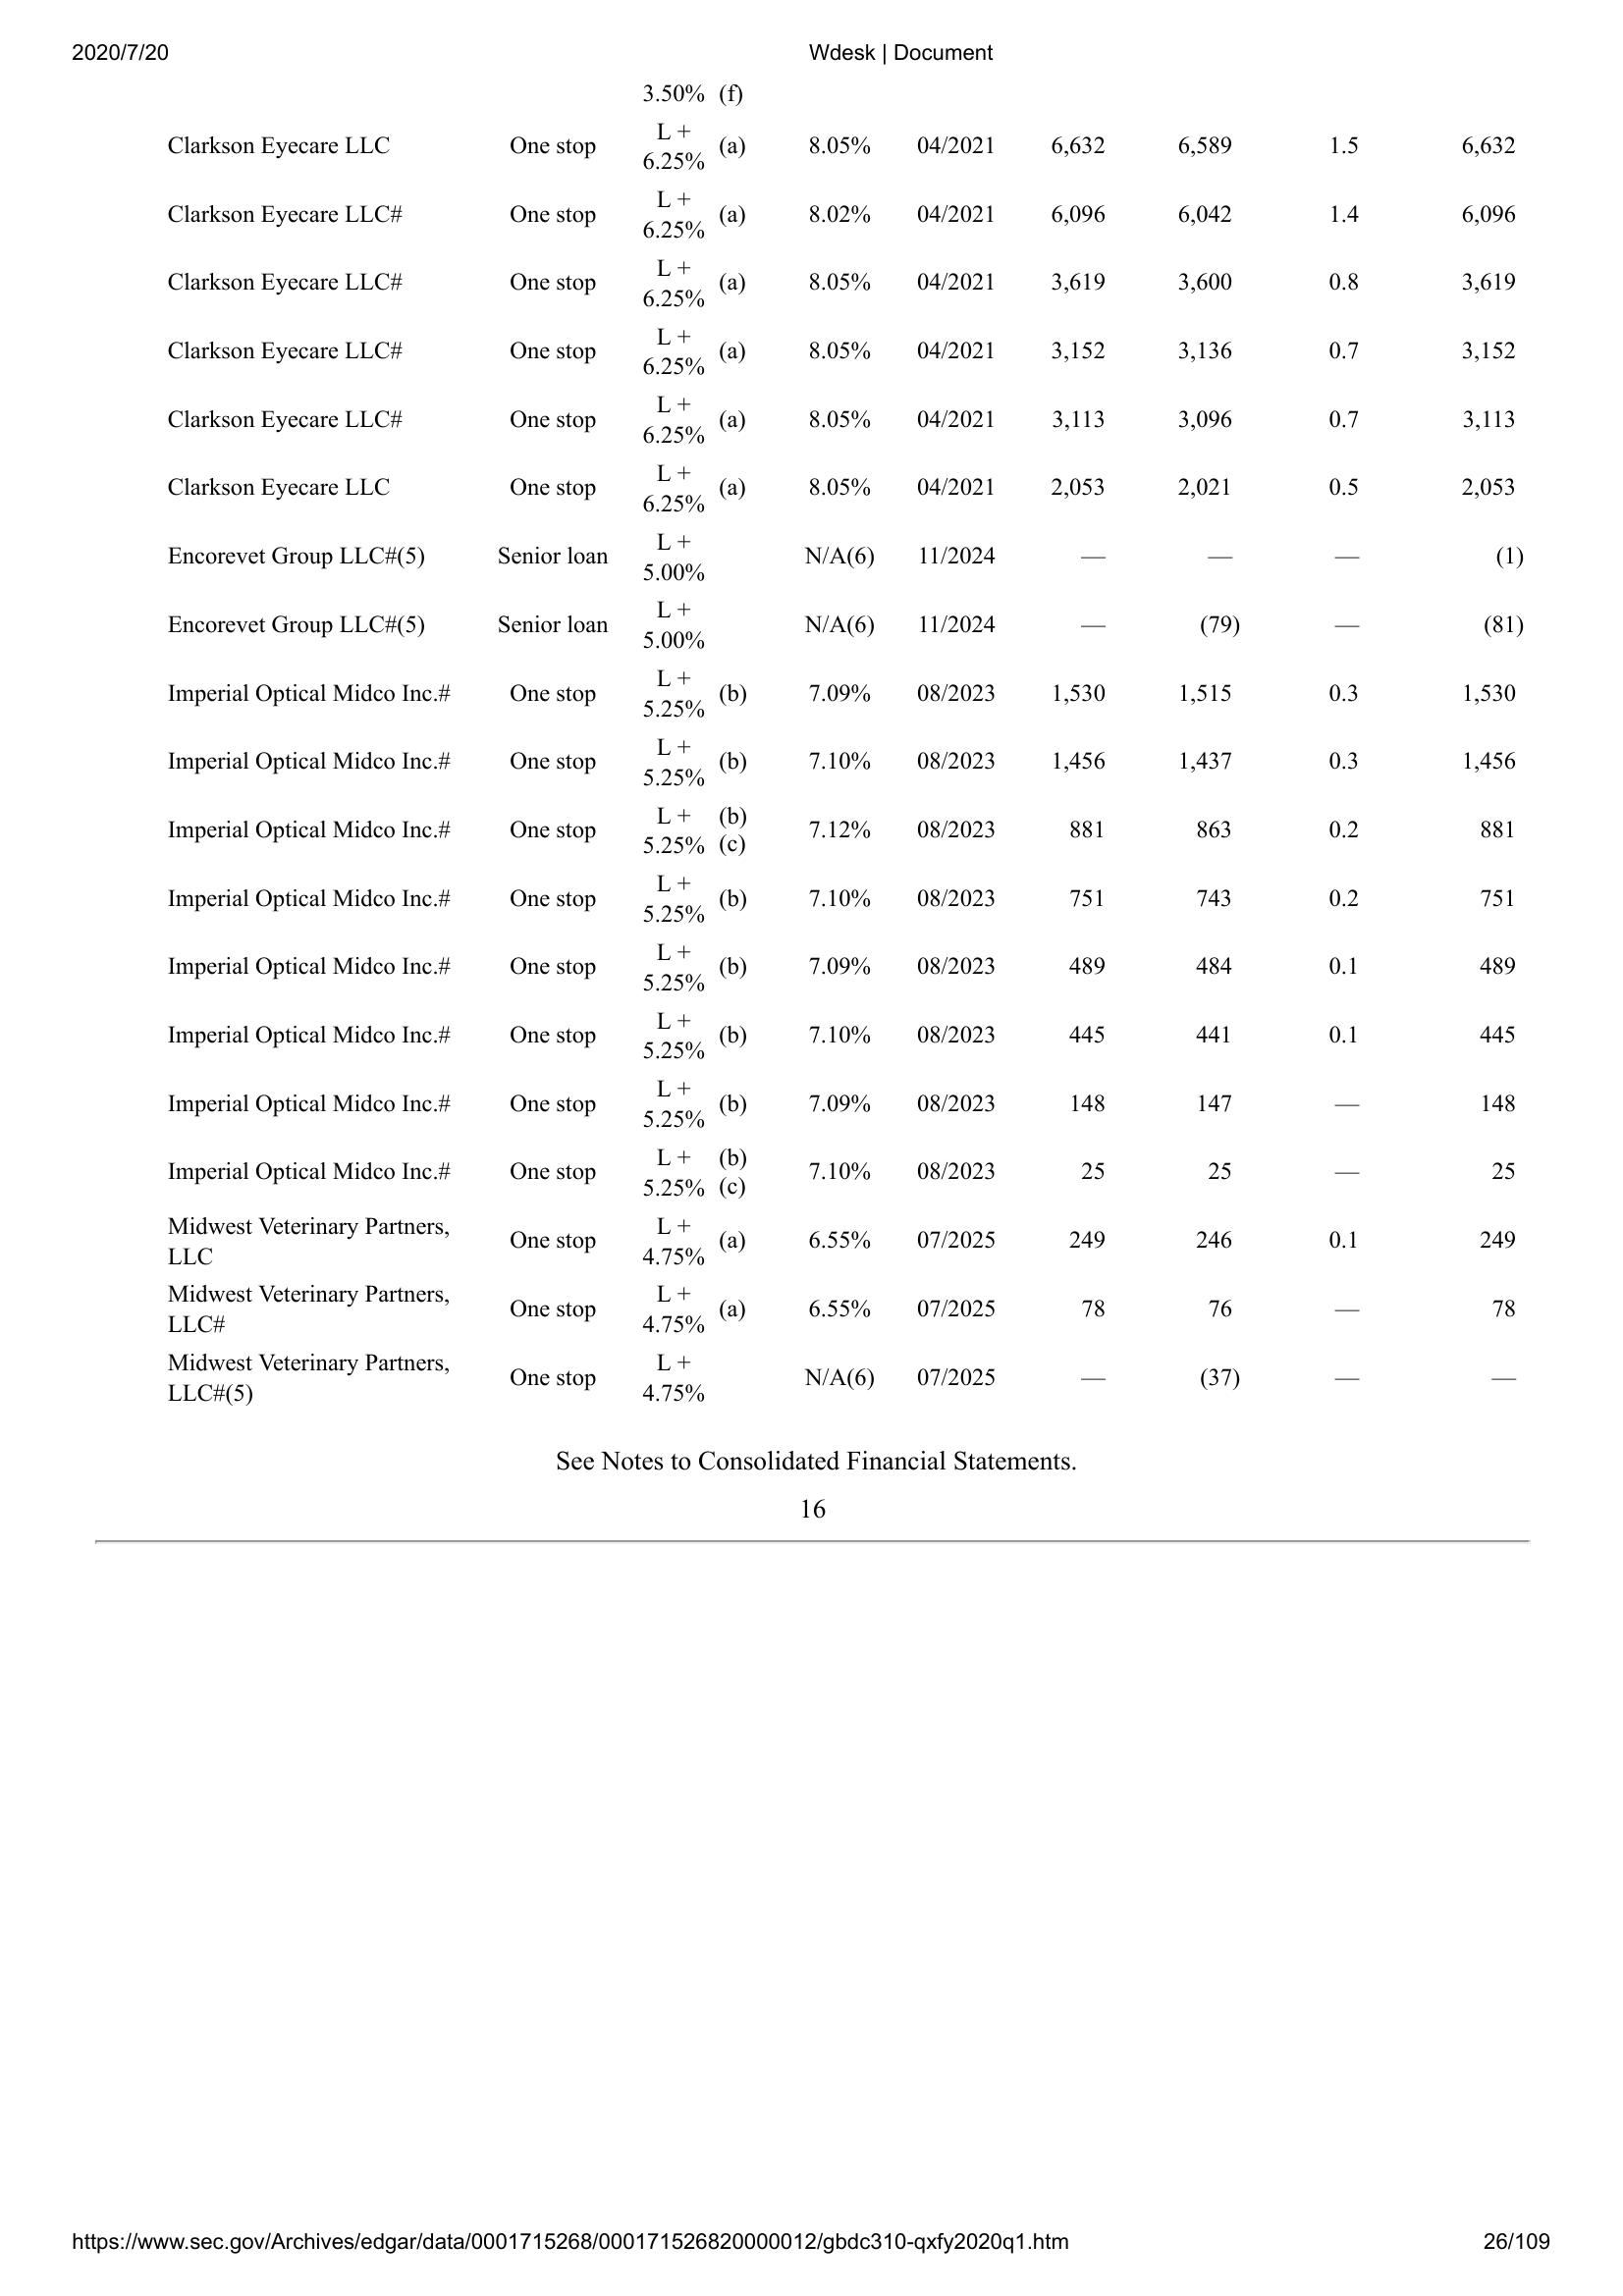 2020/7/20 Wdesk | Document
3.50% (f)
Clarkson Eyecare LLC One stop L + 6.25% (a) 8.05% 04/2021 6,632 6,589 1.5 6,632
Clarkson Eyecare LLC# One stop L + 6.25% (a) 8.02% 04/2021 6,096 6,042 1.4 6,096
Clarkson Eyecare LLC# One stop L + 6.25% (a) 8.05% 04/2021 3,619 3,600 0.8 3,619
Clarkson Eyecare LLC# One stop L + 6.25% (a) 8.05% 04/2021 3,152 3,136 0.7 3,152
Clarkson Eyecare LLC# One stop L + 6.25% (a) 8.05% 04/2021 3,113 3,096 0.7 3,113
Clarkson Eyecare LLC One stop L + 6.25% (a) 8.05% 04/2021 2,053 2,021 0.5 2,053
Encorevet Group LLC#(5) Senior loan L + 5.00% N/A(6) 11/2024 — — — (1)
Encorevet Group LLC#(5) Senior loan L + 5.00% N/A(6) 11/2024 — (79) — (81)
Imperial Optical Midco Inc.# One stop L + 5.25% (b) 7.09% 08/2023 1,530 1,515 0.3 1,530
Imperial Optical Midco Inc.# One stop L + 5.25% (b) 7.10% 08/2023 1,456 1,437 0.3 1,456
Imperial Optical Midco Inc.# One stop L + 5.25% (b) (c) 7.12% 08/2023 881 863 0.2 881
Imperial Optical Midco Inc.# One stop L + 5.25% (b) 7.10% 08/2023 751 743 0.2 751
Imperial Optical Midco Inc.# One stop L + 5.25% (b) 7.09% 08/2023 489 484 0.1 489
Imperial Optical Midco Inc.# One stop L + 5.25% (b) 7.10% 08/2023 445 441 0.1 445
Imperial Optical Midco Inc.# One stop L + 5.25% (b) 7.09% 08/2023 148 147 — 148
Imperial Optical Midco Inc.# One stop L + 5.25% (b) (c) 7.10% 08/2023 25 25 — 25
Midwest Veterinary Partners, LLC One stop L + 4.75% (a) 6.55% 07/2025 249 246 0.1 249
Midwest Veterinary Partners, LLC# One stop L + 4.75% (a) 6.55% 07/2025 78 76 — 78
Midwest Veterinary Partners, LLC#(5) One stop L + 4.75% N/A(6) 07/2025 — (37) — —
See Notes to Consolidated Financial Statements.
16
https://www.sec.gov/Archives/edgar/data/0001715268/000171526820000012/gbdc310-qxfy2020q1.htm 26/109